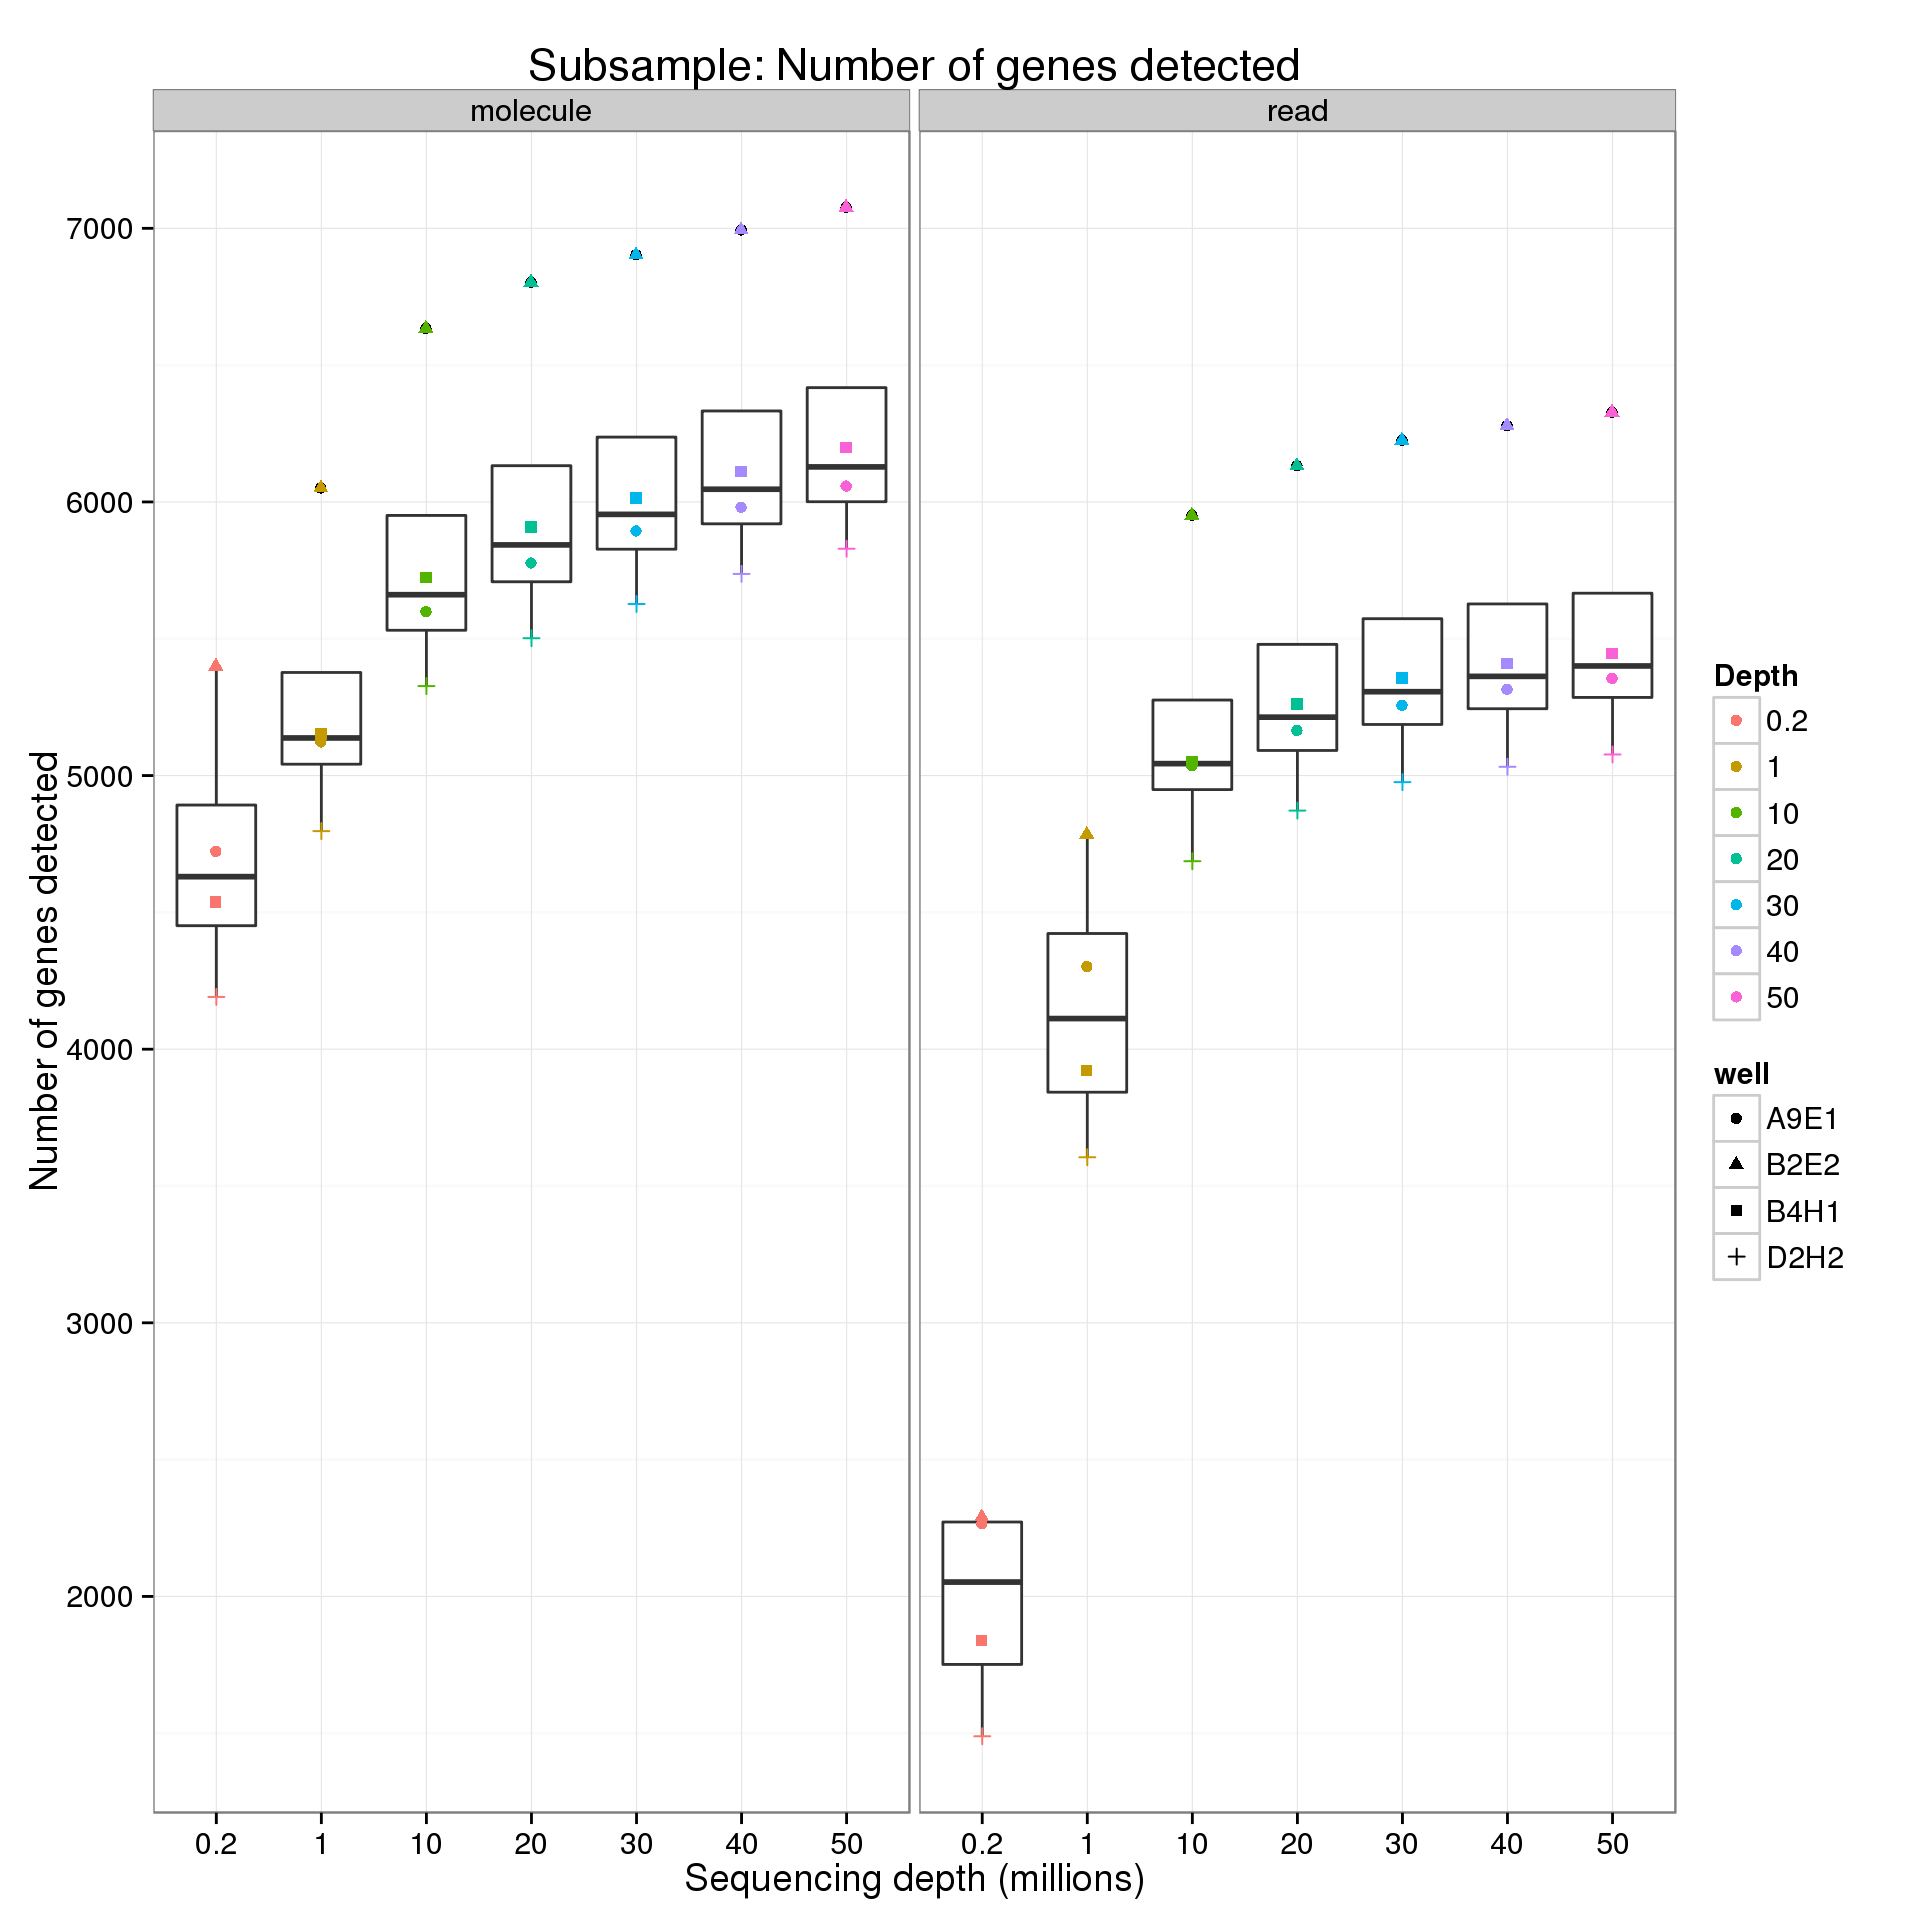 Subsample: Number of genes detected
molecule
read
Number of genes detected
7000
6000
5000
4000
3000
2000
0.2 1 10 20 30 40 50
0.2 1 10 20 30 40 50
Sequencing depth (millions)
Depth
0.2
1
10
20
30
40
50
well
A9E1
B2E2
B4H1
D2H2